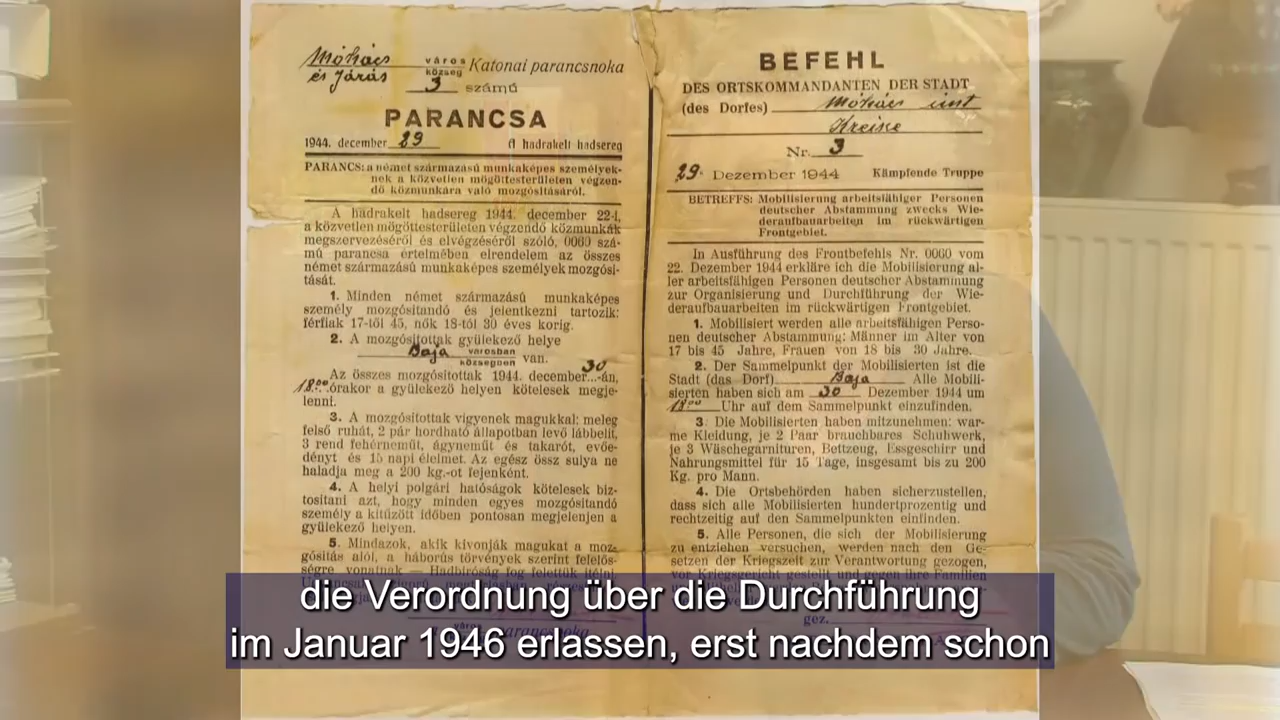 Mohács
és Járás
város
község
Katonai parancsnoka
3 számú
PARANCSA
1944. december 29 A hadrakelt hadsereg
PARANCS: a német származású munkaképes személyek-
nek a közvetlen mögöttesterületen végzen-
dő közmunkára való mozgósításáról.
A hadrakelt hadsereg 1944. december 22-i,
a közvetlen mögöttesterületen végzendő közmunkák
megszervezéséről és elvégzéséről szóló, 0060 szá-
mú parancsa értelmében elrendelem az összes
német származású munkaképes személyek mozgósí-
tását.
1. Minden német származású munkaképes
személy mozgósítandó és jelentkezni tartozik:
férfiak 17-től 45, nők 18-tól 30 éves korig.
2. A mozgósítottak gyülekező helye
Baja városban
községben van.
Az összes mozgósítottak 1944. december 30-án,
18.00 órakor a gyülekező helyen kötelesek megje-
lenni.
3. A mozgósítottak vigyenek magukkal: meleg
felső ruhát, 2 pár hordható állapotban levő lábbelit,
3 rend fehérneműt, ágyneműt és takarót, evőe-
dényt és 15 napi élelmet. Az egész össz sulya ne
haladja meg a 200 kg.-ot fejenként.
4. A helyi polgári hatóságok kötelesek biz-
tosítani azt, hogy minden egyes mozgósítandó
személy a kitűzött időben pontosan megjelenjen a
gyülekező helyen.
5. Mindazok, akik kivonják magukat a moz-
gósítás alól, a háborús törvények szerint felelős-
ségre vonatnak — Hadbíróság fog felettük ítélni
parancsnoka
BEFEHL
DES ORTSKOMMANDANTEN DER STADT
(des Dorfes) Mohács und
Kreise
Nr. 3
29. Dezember 1944 Kämpfende Truppe
BETREFFS: Mobilisierung arbeitsfähiger Personen
deutscher Abstammung zwecks Wie-
deraufbauarbeiten im rückwärtigen
Frontgebiet.
In Ausführung des Frontbefehls Nr. 0060 vom
22. Dezember 1944 erkläre ich die Mobilisierung al-
ler arbeitsfähigen Personen deutscher Abstammung
zur Organisierung und Durchführung der Wie-
deraufbauarbeiten im rückwärtigen Frontgebiet.
1. Mobilisiert werden alle arbeitsfähigen Perso-
nen deutscher Abstammung: Männer im Alter von
17 bis 45 Jahre, Frauen von 18 bis 30 Jahre.
2. Der Sammelpunkt der Mobilisierten ist die
Stadt (das Dorf) Baja Alle Mobili-
sierten haben sich am 30 Dezember 1944 um
18.00 Uhr auf dem Sammelpunkt einzufinden.
3. Die Mobilisierten haben mitzunehmen: war-
me Kleidung, je 2 Paar brauchbares Schuhwerk,
je 3 Wäschegarnituren, Bettzeug, Essgeschirr und
Nahrungsmittel für 15 Tage, insgesamt bis zu 200
Kg. pro Mann.
4. Die Ortsbehörden haben sicherzustellen,
dass sich alle Mobilisierten hundertprozentig und
rechtzeitig auf den Sammelpunkten einfinden.
5. Alle Personen, die sich der Mobilisierung
zu entziehen versuchen, werden nach den Ge-
setzen der Kriegszeit zur Verantwortung gezogen,
vor Kriegsgericht gestellt und gegen ihre Familien
gez.
die Verordnung über die Durchführung
im Januar 1946 erlassen, erst nachdem schon